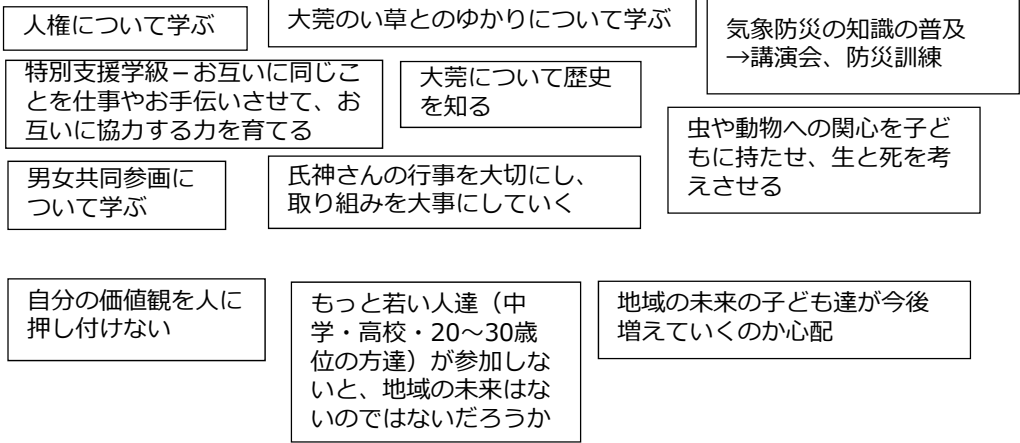 人権について学ぶ
大莞のい草とのゆかりについて学ぶ
気象防災の知識の普及
→講演会、防災訓練
特別支援学級－お互いに同じこ
とを仕事やお手伝いさせて、お
互いに協力する力を育てる
大莞について歴史
を知る
虫や動物への関心を子ど
もに持たせ、生と死を考
えさせる
男女共同参画に
ついて学ぶ
氏神さんの行事を大切にし、
取り組みを大事にしていく
自分の価値観を人に
押し付けない
もっと若い人達（中
学・高校・20～30歳
位の方達）が参加しな
いと、地域の未来はな
いのではないだろうか
地域の未来の子ども達が今後
増えていくのか心配